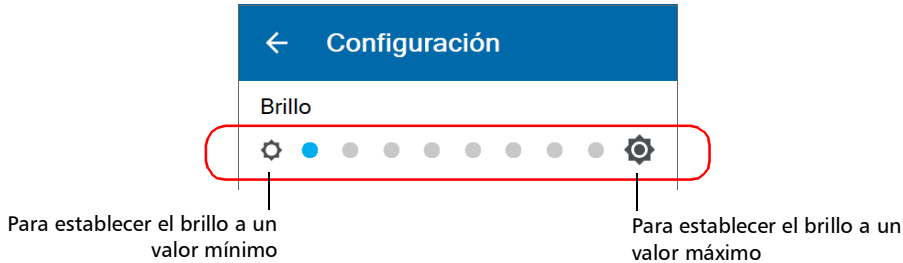 Configuración
Brillo
Para establecer el brillo a un
valor mínimo
Para establecer el brillo a un
valor máximo